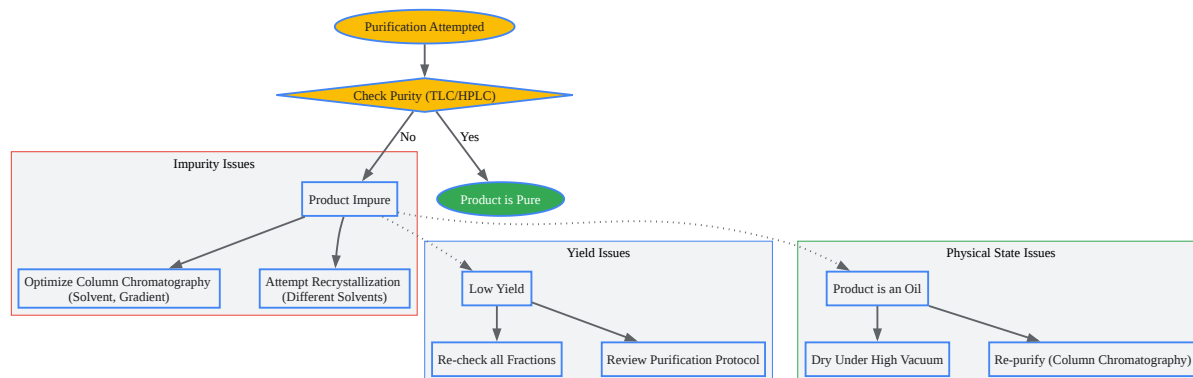 Purification Attempted
Check Purity (TLC/HPLC)
No
Yes
Impurity Issues
Product Impure
Product is Pure
Optimize Column Chromatography
(Solvent, Gradient)
Attempt Recrystallization
(Different Solvents)
Yield Issues
Low Yield
Re-check all Fractions
Review Purification Protocol
Physical State Issues
Product is an Oil
Dry Under High Vacuum
Re-purify (Column Chromatography)